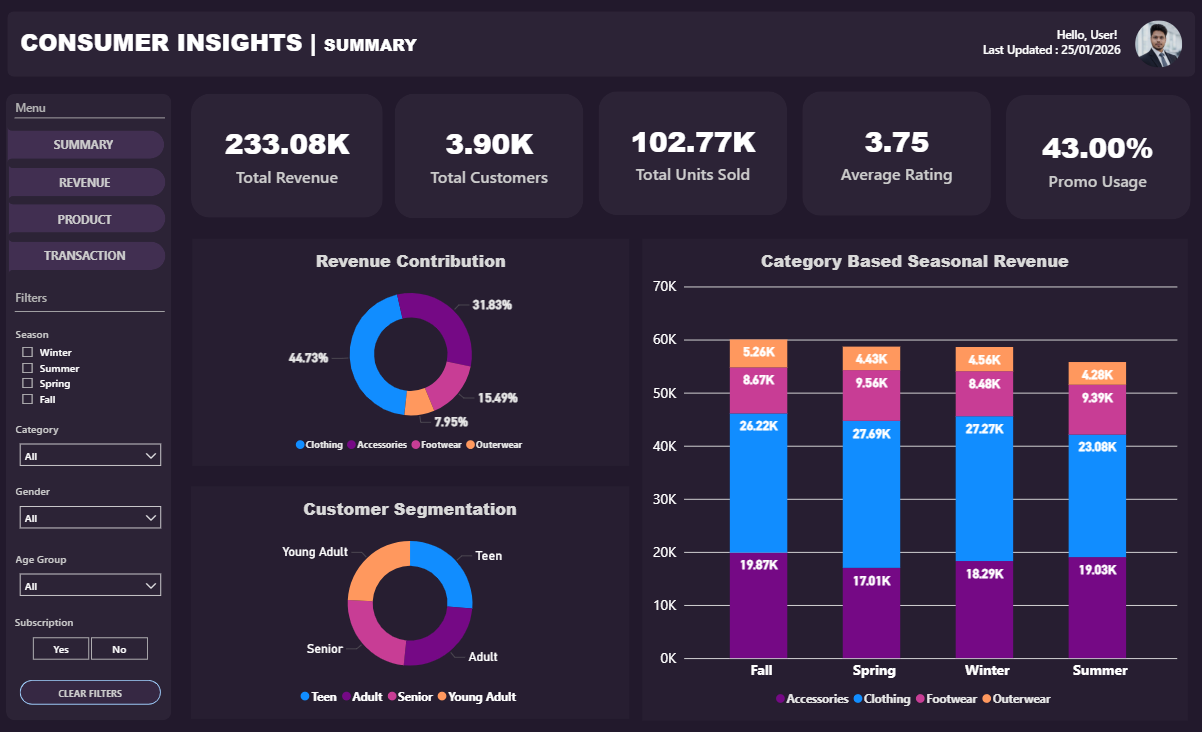 CONSUMER INSIGHTS | SUMMARY
Hello, User!
Last Updated : 25/01/2026
Menu
SUMMARY
REVENUE
PRODUCT
TRANSACTION
Filters
Season
Winter
Summer
Spring
Fall
Category
All
Gender
All
Age Group
All
Subscription
Yes No
CLEAR FILTERS
233.08K
Total Revenue
3.90K
Total Customers
102.77K
Total Units Sold
3.75
Average Rating
43.00%
Promo Usage
Revenue Contribution
31.83%
44.73%
15.49%
7.95%
Clothing Accessories Footwear Outerwear
Customer Segmentation
Young Adult Teen
Senior Adult
Teen Adult Senior Young Adult
Category Based Seasonal Revenue
70K
60K
50K
40K
30K
20K
10K
0K
5.26K 4.43K 4.56K 4.28K
8.67K 9.56K 8.48K 9.39K
26.22K 27.69K 27.27K 23.08K
19.87K 17.01K 18.29K 19.03K
Fall Spring Winter Summer
Accessories Clothing Footwear Outerwear